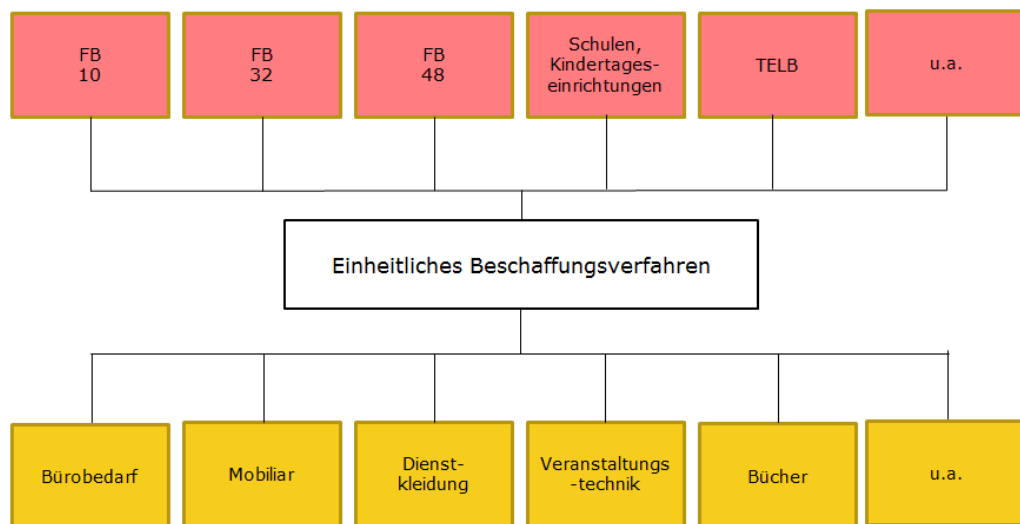 FB
10
FB
32
FB
48
Schulen,
Kindertages-
einrichtungen
TELB
u.a.
Einheitliches Beschaffungsverfahren
Bürobedarf
Mobiliar
Dienst-
kleidung
Veranstaltungs
-technik
Bücher
u.a.